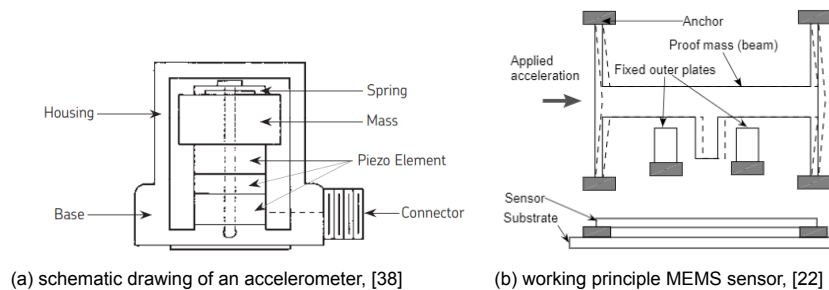 Housing
Base
Spring
Mass
Piezo Element
Connector
(a) schematic drawing of an accelerometer, [38]
Anchor
Proof mass (beam)
Applied
acceleration
Fixed outer plates
Sensor
Substrate
(b) working principle MEMS sensor, [22]